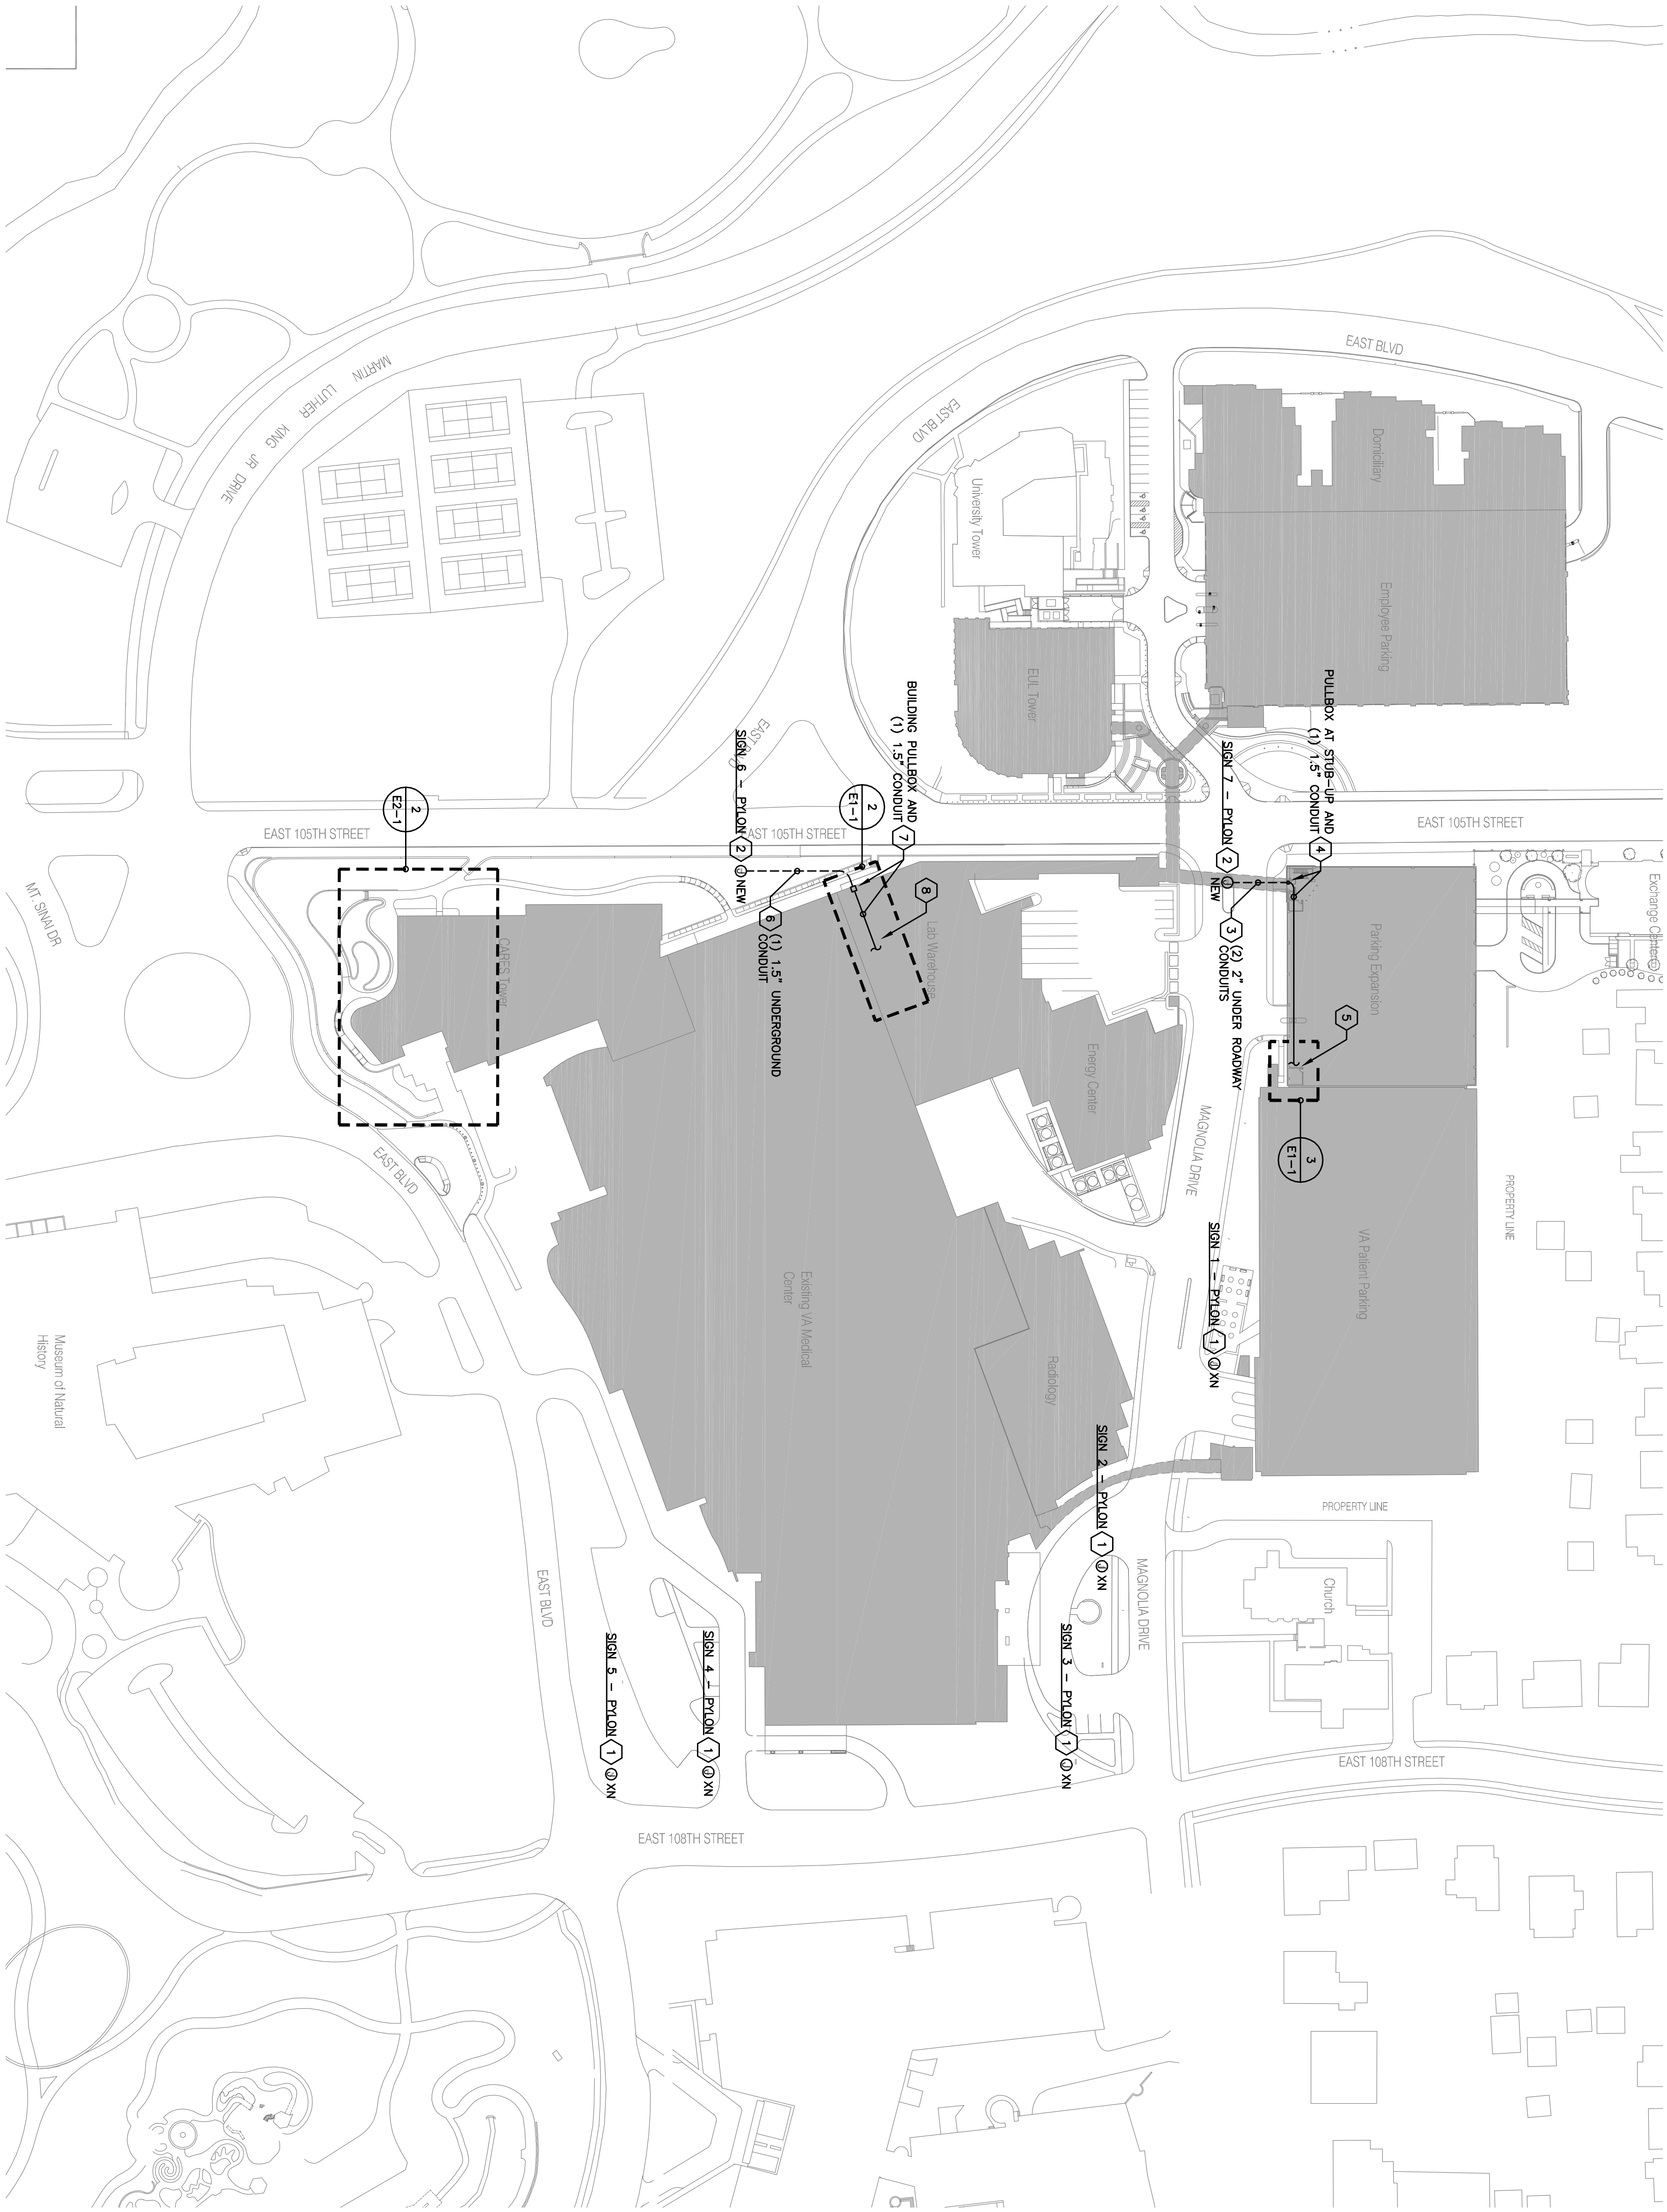 EAST BLVD
MARTIN LUTHER KING JR DRIVE
EAST BLVD
Domiciliary
University Tower
Employee Parking
EUL Tower
PULLBOX AT STUB-UP AND
(1) 1.5" CONDUIT
4
BUILDING PULLBOX AND
(1) 1.5" CONDUIT
7
SIGN 7 - PYLON 2 J NEW
SIGN 6 - PYLON 2 J NEW
2
E2-1
2
E1-1
EAST 105TH STREET
EAST 105TH STREET
EAST 105TH STREET
Exchange Center
MT. SINAI DR
CARES Tower
6 (1) 1.5" UNDERGROUND
CONDUIT
8
Lab Warehouse
3 (2) 2" UNDER ROADWAY
CONDUITS
Parking Expansion
5
Energy Center
MAGNOLIA DRIVE
3
E1-1
EAST BLVD
PROPERTY LINE
SIGN 1 - PYLON 1 J XN
VA Patient Parking
Existing VA Medical
Center
Museum of Natural
History
Radiology
SIGN 2 - PYLON 1 J XN
PROPERTY LINE
MAGNOLIA DRIVE
Church
EAST BLVD
SIGN 5 - PYLON 1 J XN
SIGN 4 - PYLON 1 J XN
SIGN 3 - PYLON 1 J XN
EAST 108TH STREET
EAST 108TH STREET